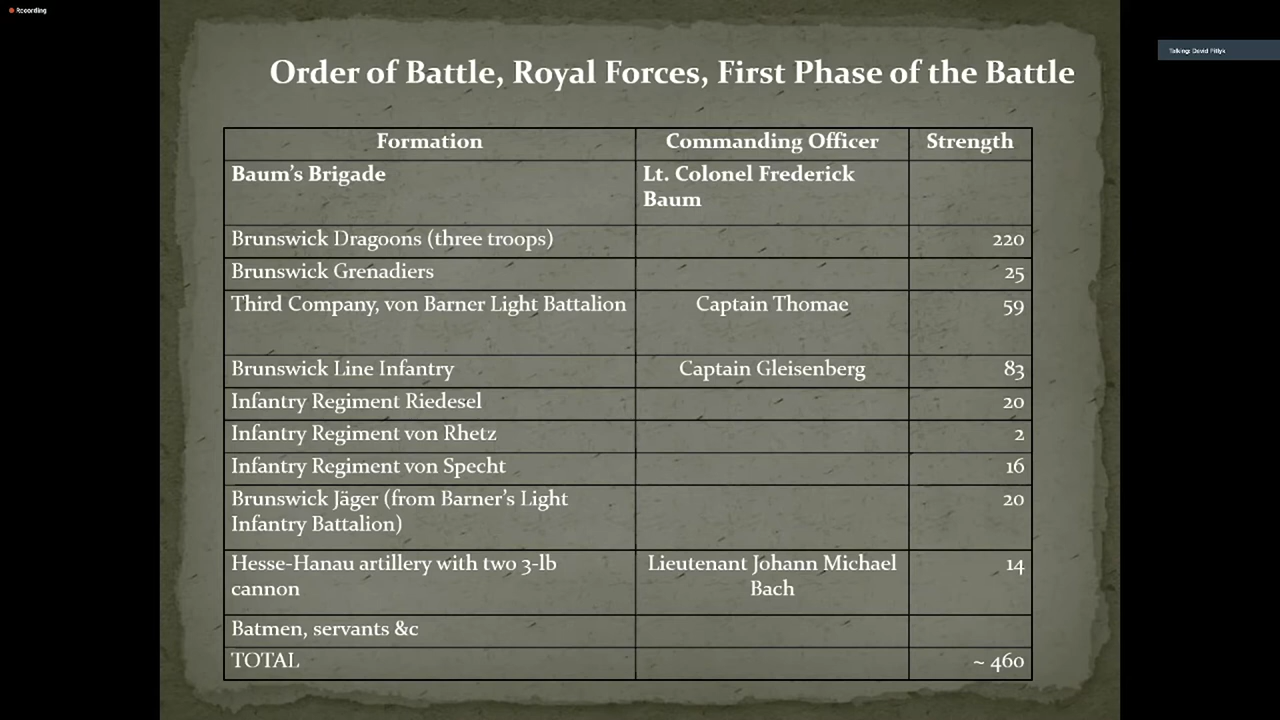 Recording
Talking: David Pitlyk
Order of Battle, Royal Forces, First Phase of the Battle
Formation Commanding Officer Strength
Baum's Brigade Lt. Colonel Frederick
Baum
Brunswick Dragoons (three troops) 220
Brunswick Grenadiers 25
Third Company, von Barner Light Battalion Captain Thomae 59
Brunswick Line Infantry Captain Gleisenberg 83
Infantry Regiment Riedesel 20
Infantry Regiment von Rhetz 2
Infantry Regiment von Specht 16
Brunswick Jäger (from Barner's Light 20
Infantry Battalion)
Hesse-Hanau artillery with two 3-lb Lieutenant Johann Michael 14
cannon Bach
Batmen, servants &c
TOTAL ~ 460